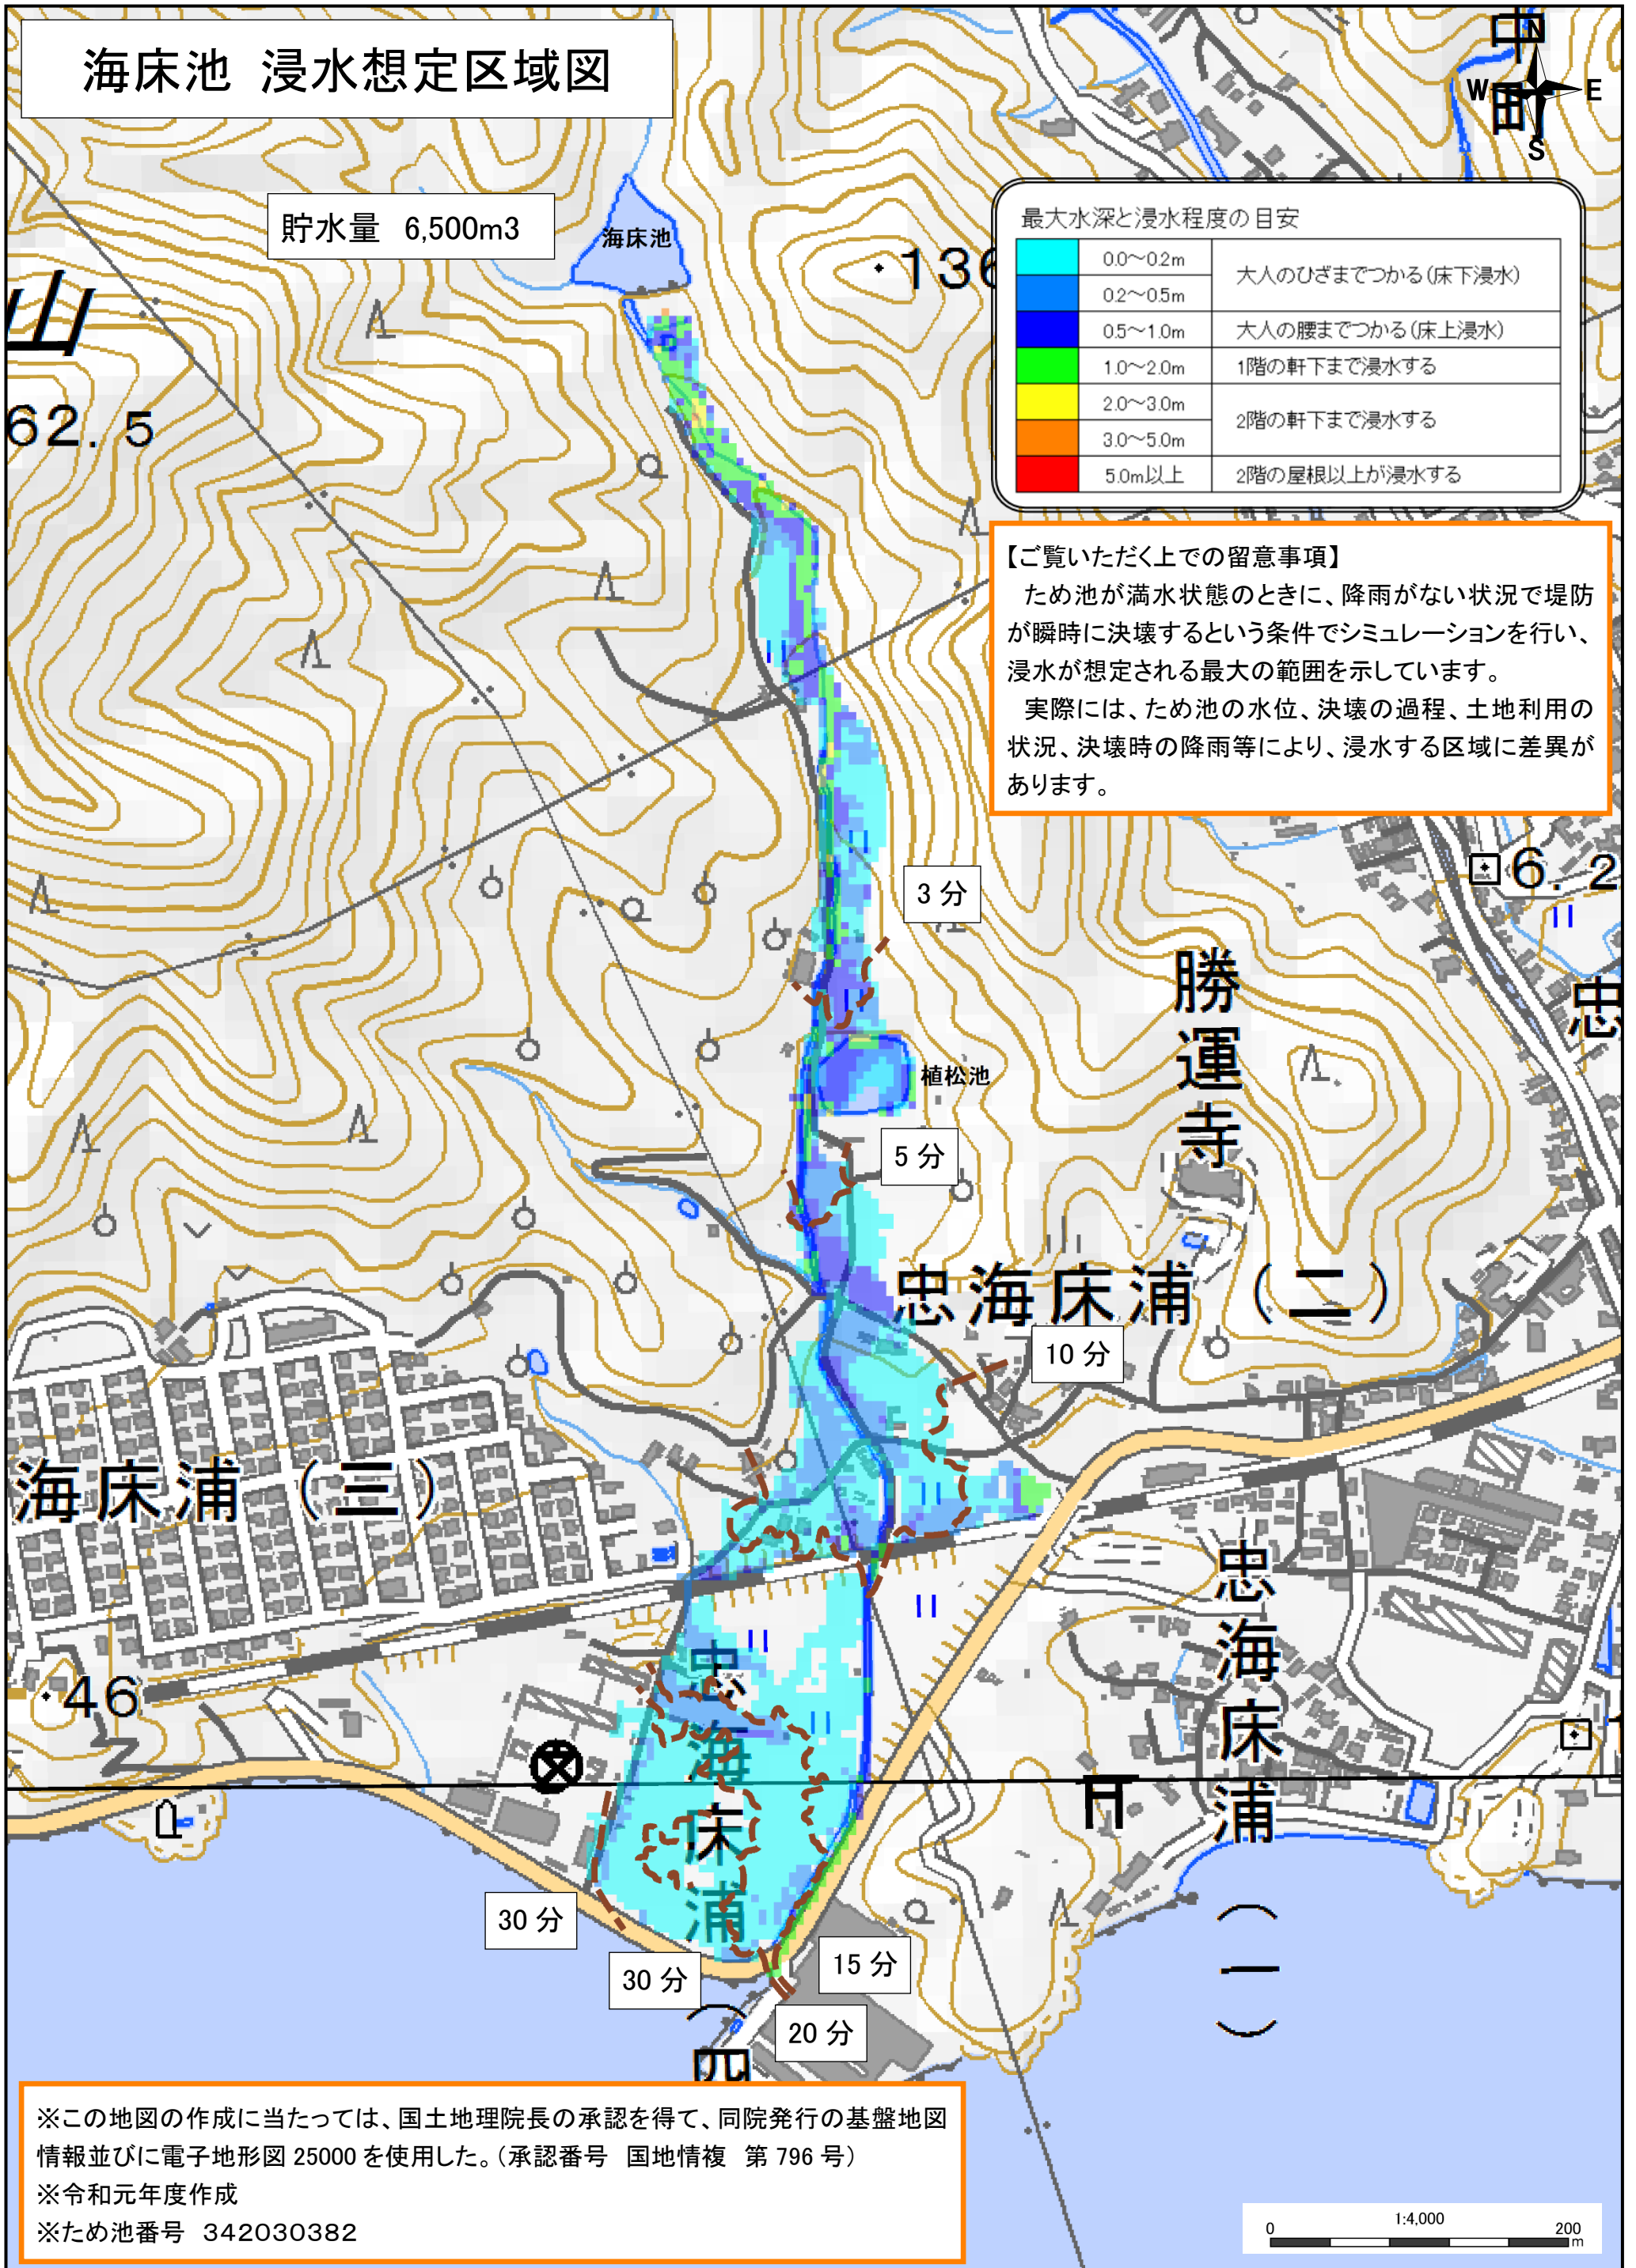 海床池 浸水想定区域図
中田
N
W E
S
貯水量 6,500m3
海床池
136
山
62.5
最大水深と浸水程度の目安
0.0～0.2m
大人のひざまでつかる(床下浸水)
0.2～0.5m
0.5～1.0m 大人の腰までつかる(床上浸水)
1.0～2.0m 1階の軒下まで浸水する
2.0～3.0m
2階の軒下まで浸水する
3.0～5.0m
5.0m以上 2階の屋根以上が浸水する
【ご覧いただく上での留意事項】
ため池が満水状態のときに、降雨がない状況で堤防
が瞬時に決壊するという条件でシミュレーションを行い、
浸水が想定される最大の範囲を示しています。
実際には、ため池の水位、決壊の過程、土地利用の
状況、決壊時の降雨等により、浸水する区域に差異が
あります。
6.2
3分
勝運寺
忠
植松池
5分
忠海床浦(二)
10分
海床浦(三)
忠海床浦(一)
46
忠海床浦(四
30分
30分
15分
20分
※この地図の作成に当たっては、国土地理院長の承認を得て、同院発行の基盤地図
情報並びに電子地形図25000を使用した。(承認番号 国地情複 第796号)
※令和元年度作成
※ため池番号 342030382
1:4,000
0 200
m